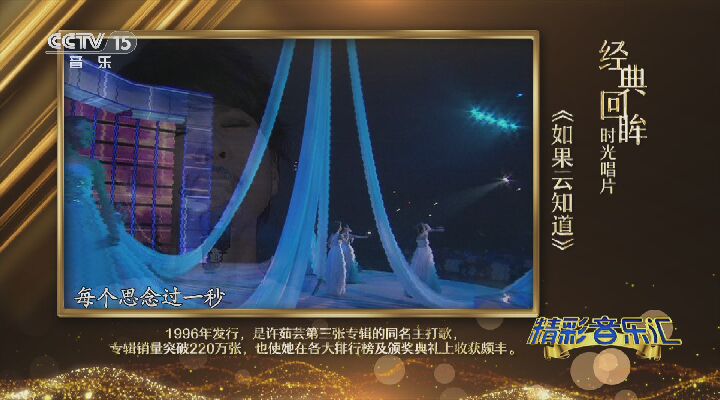 CCTV 15
音乐
经典回眸
时光唱片
《如果云知道》
每个思念过一秒
1996年发行，是许茹芸第三张专辑的同名主打歌，
专辑销量突破220万张，也使她在各大排行榜及颁奖典礼上收获颇丰。
精彩音乐汇